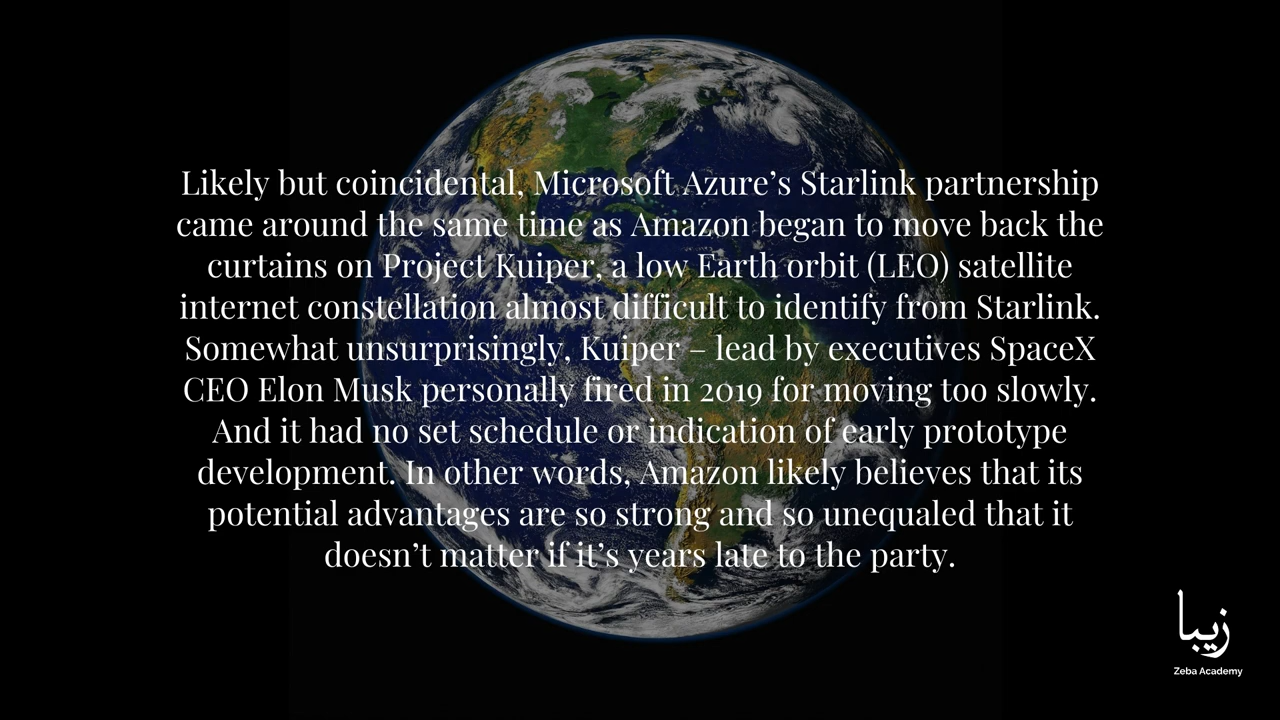 Likely but coincidental, Microsoft Azure’s Starlink partnership
came around the same time as Amazon began to move back the
curtains on Project Kuiper, a low Earth orbit (LEO) satellite
internet constellation almost difficult to identify from Starlink.
Somewhat unsurprisingly, Kuiper – lead by executives SpaceX
CEO Elon Musk personally fired in 2019 for moving too slowly.
And it had no set schedule or indication of early prototype
development. In other words, Amazon likely believes that its
potential advantages are so strong and so unequaled that it
doesn’t matter if it’s years late to the party.
زیبا
Zeba Academy